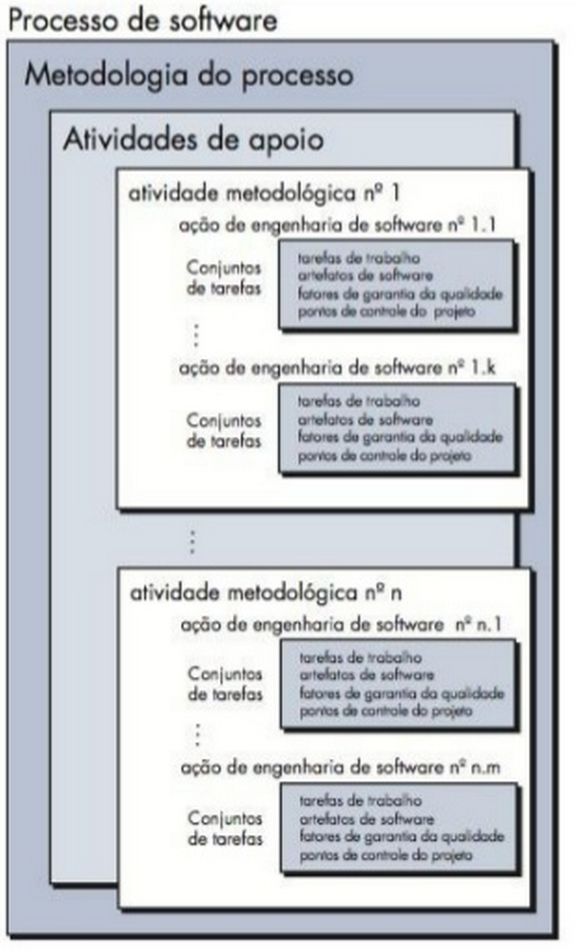 Processo de software
Metodologia do processo
Atividades de apoio
atividade metodológica nº 1
ação de engenharia de software nº 1.1
Conjuntos
de tarefas
tarefas de trabalho
artefatos de software
fatores de garantia da qualidade
pontos de controle do projeto
ação de engenharia de software nº 1.k
Conjuntos
de tarefas
tarefas de trabalho
artefatos de software
fatores de garantia da qualidade
pontos de controle do projeto
atividade metodológica nº n
ação de engenharia de software nº n.1
Conjuntos
de tarefas
tarefas de trabalho
artefatos de software
fatores de garantia da qualidade
pontos de controle do projeto
ação de engenharia de software nº n.m
Conjuntos
de tarefas
tarefas de trabalho
artefatos de software
fatores de garantia da qualidade
pontos de controle do projeto